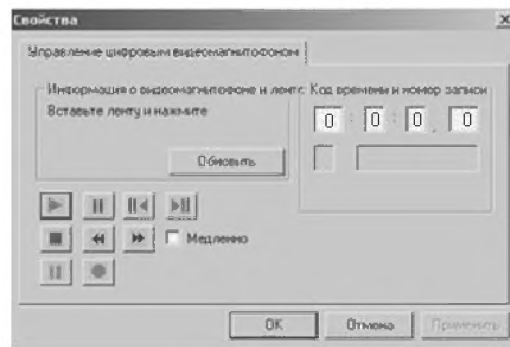 Свойства
Управление цифровым видеомагнитофоном
Информация о видеомагнитофоне и ленте
Код времени и номер записи
Вставьте ленту и нажмите
0 : 0 : 0 . 0
Обновить
Медленно
OK
Отмена
Применить